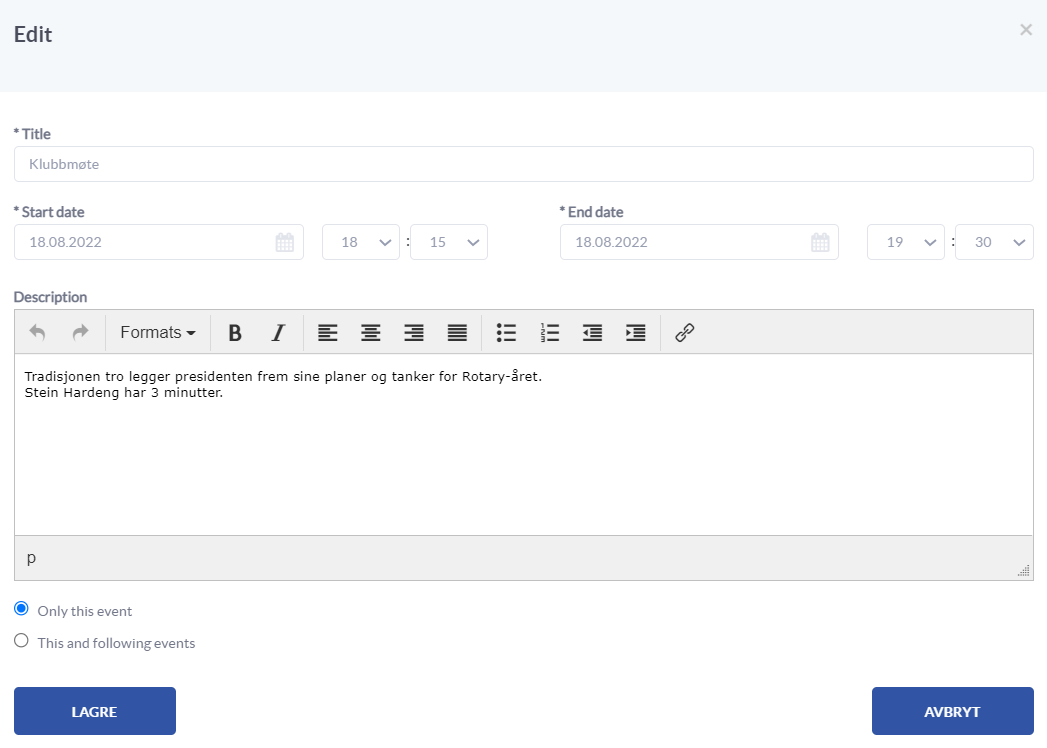 Edit
×
* Title
Klubbmøte
* Start date
* End date
18.08.2022 18 : 15 18.08.2022 19 : 30
Description
Formats B I
Tradisjonen tro legger presidenten frem sine planer og tanker for Rotary-året.
Stein Hardeng har 3 minutter.
p
Only this event
This and following events
LAGRE
AVBRYT